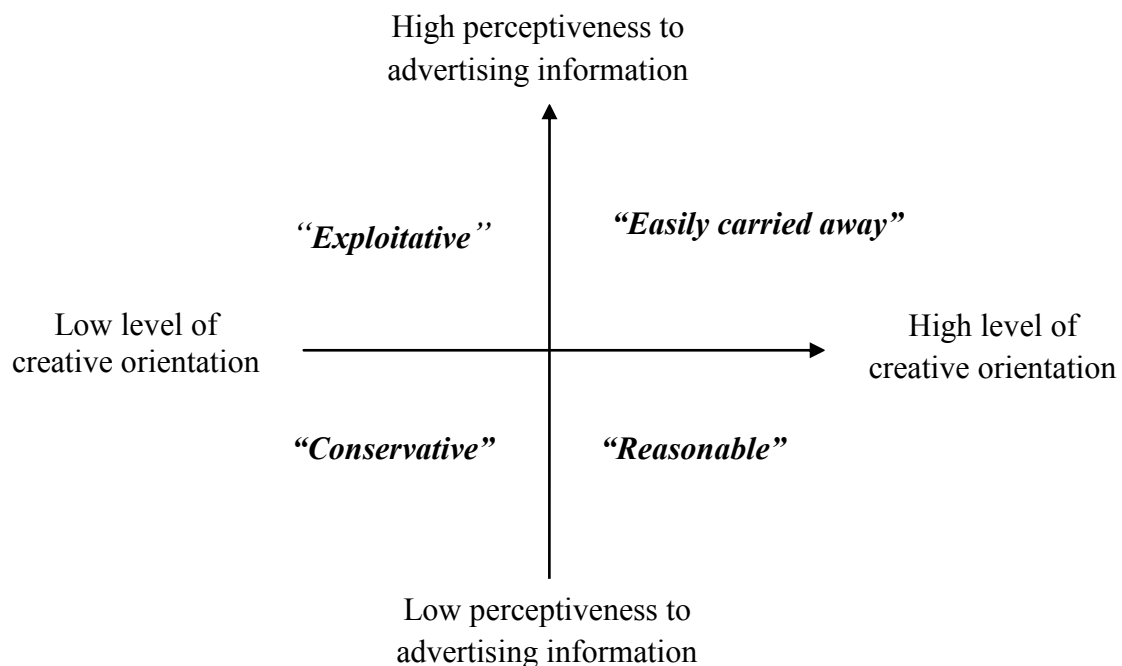 High perceptiveness to
advertising information
“Exploitative”
“Easily carried away”
Low level of
creative orientation
High level of
creative orientation
“Conservative”
“Reasonable”
Low perceptiveness to
advertising information